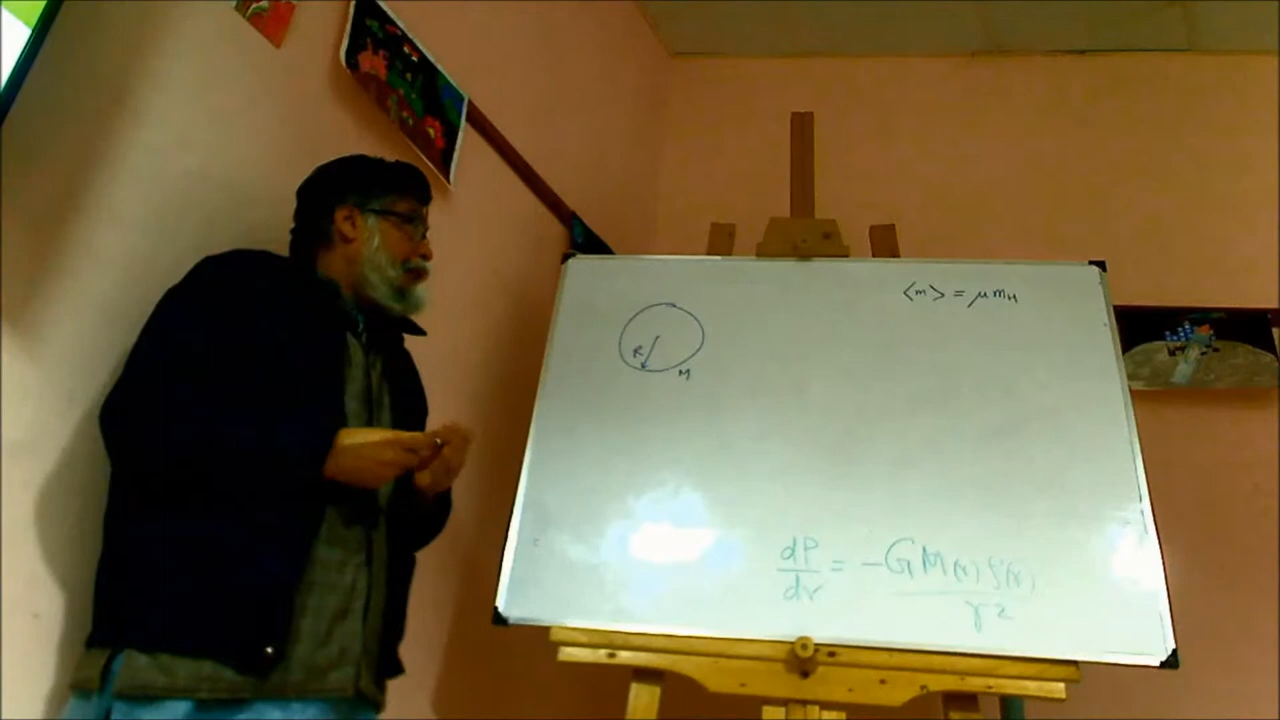 <m> = μ m_H
R
M
dP/dr = -G M(r) ρ(r) / r²